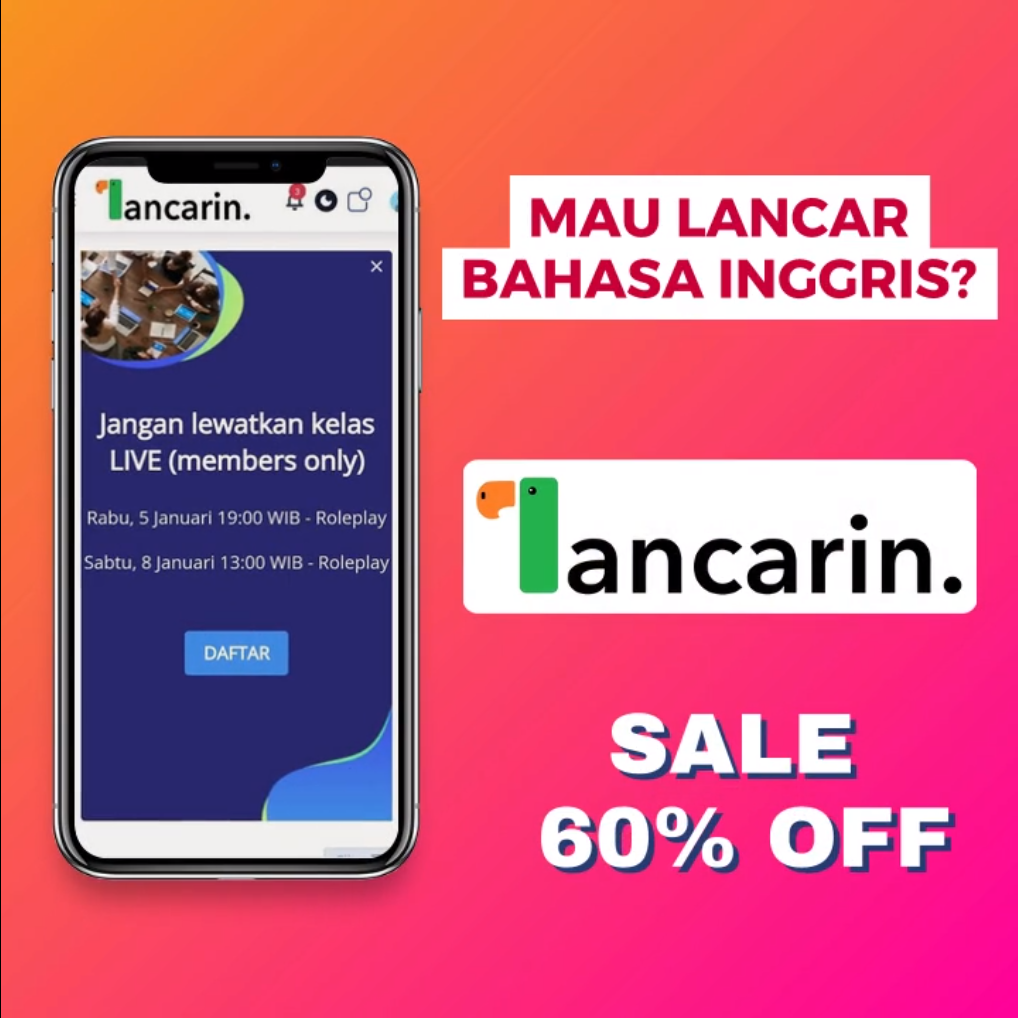 lancarin.
3
Jangan lewatkan kelas
LIVE (members only)
Rabu, 5 Januari 19:00 WIB - Roleplay
Sabtu, 8 Januari 13:00 WIB - Roleplay
DAFTAR
MAU LANCAR
BAHASA INGGRIS?
lancarin.
SALE
60% OFF